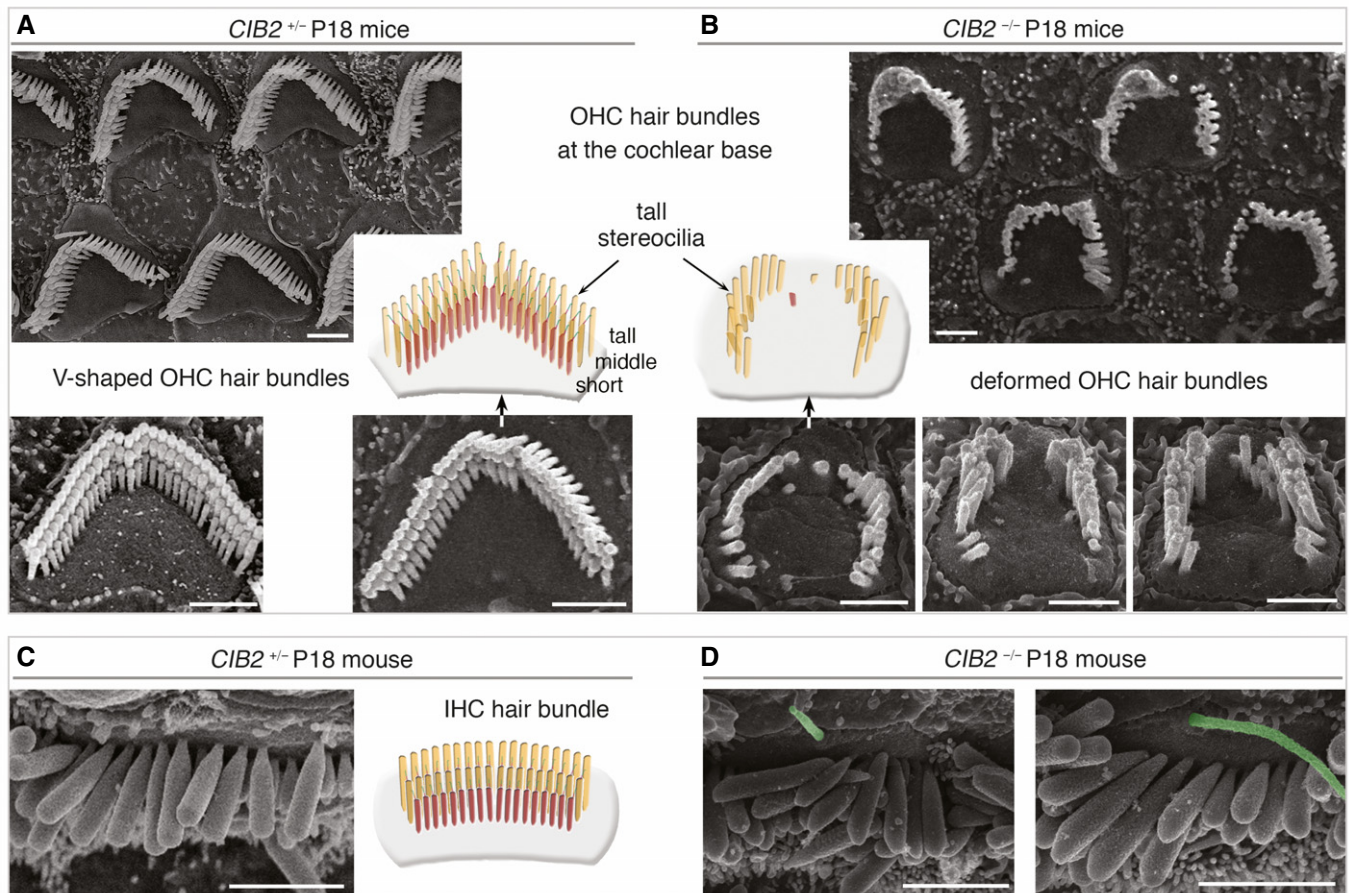 A
CIB2 +/– P18 mice
B
CIB2 –/– P18 mice
OHC hair bundles
at the cochlear base
tall
stereocilia
tall
middle
short
V-shaped OHC hair bundles
deformed OHC hair bundles
C
CIB2 +/– P18 mouse
D
CIB2 –/– P18 mouse
IHC hair bundle